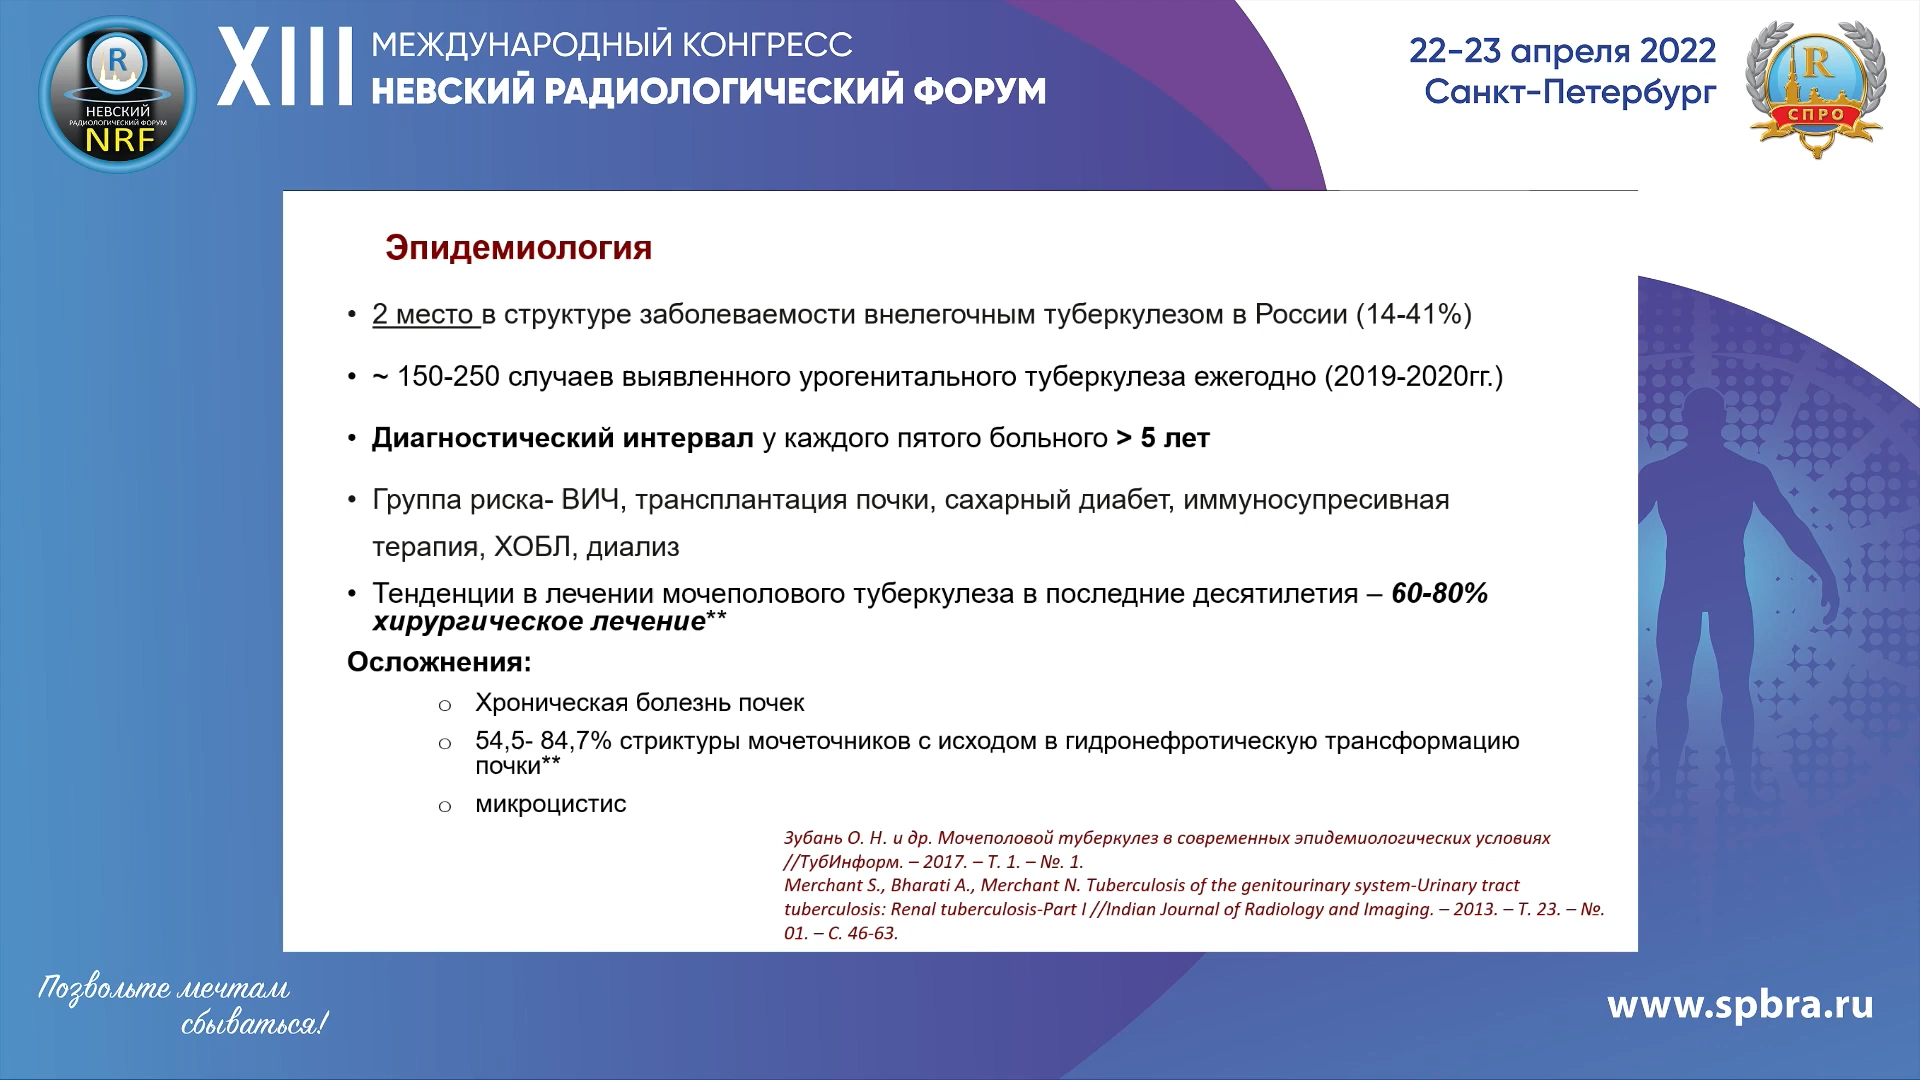 R
НЕВСКИЙ
РАДИОЛОГИЧЕСКИЙ ФОРУМ
NRF
XIII
МЕЖДУНАРОДНЫЙ КОНГРЕСС
НЕВСКИЙ РАДИОЛОГИЧЕСКИЙ ФОРУМ
22-23 апреля 2022
Санкт-Петербург
R
СПРО
Эпидемиология
• 2 место в структуре заболеваемости внелегочным туберкулезом в России (14-41%)
• ~ 150-250 случаев выявленного урогенитального туберкулеза ежегодно (2019-2020гг.)
• Диагностический интервал у каждого пятого больного > 5 лет
• Группа риска- ВИЧ, трансплантация почки, сахарный диабет, иммуносупресивная
терапия, ХОБЛ, диализ
• Тенденции в лечении мочеполового туберкулеза в последние десятилетия – 60-80%
хирургическое лечение**
Осложнения:
o Хроническая болезнь почек
o 54,5- 84,7% стриктуры мочеточников с исходом в гидронефротическую трансформацию
почки**
o микроцистис
Зубань О. Н. и др. Мочеполовой туберкулез в современных эпидемиологических условиях
//ТубИнформ. – 2017. – Т. 1. – №. 1.
Merchant S., Bharati A., Merchant N. Tuberculosis of the genitourinary system-Urinary tract
tuberculosis: Renal tuberculosis-Part I //Indian Journal of Radiology and Imaging. – 2013. – Т. 23. – №.
01. – С. 46-63.
Позвольте мечтам
сбываться!
www.spbra.ru